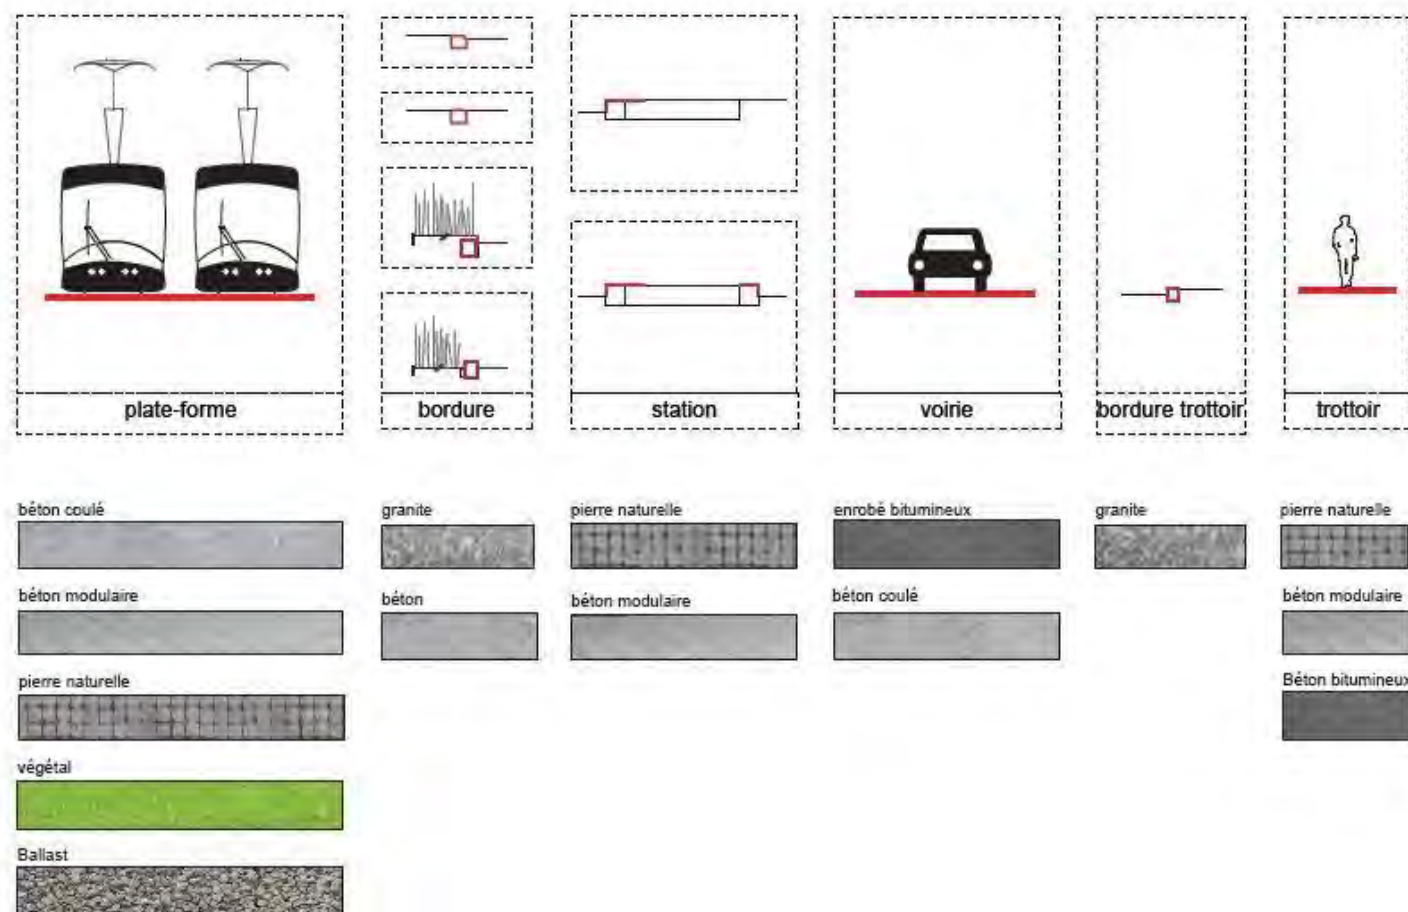 plate-forme
bordure
station
voirie
bordure trottoir
trottoir
béton coulé
granite
pierre naturelle
enrobé bitumineux
granite
pierre naturelle
béton modulaire
béton
béton modulaire
béton coulé
béton modulaire
pierre naturelle
Béton bitumineux
végétal
Ballast